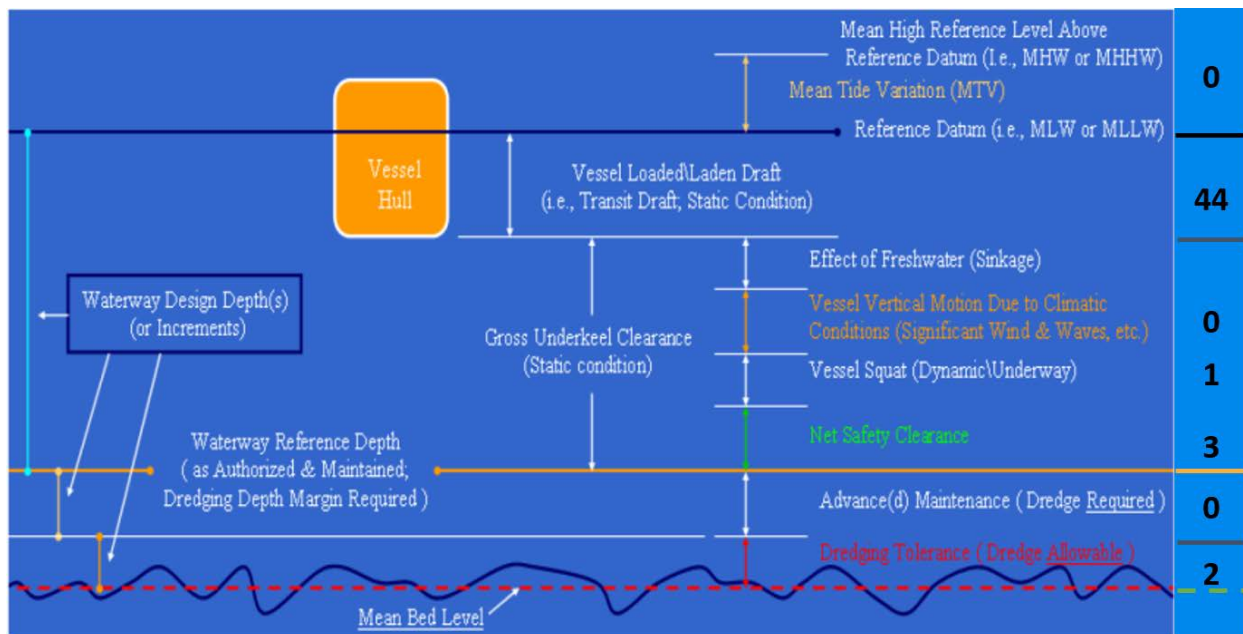 Mean High Reference Level Above
Reference Datum (I.e., MHW or MHHW)
0
Mean Tide Variation (MTV)
Reference Datum (i.e., MLW or MLLW)
Vessel
Hull
Vessel Loaded\Laden Draft
(i.e., Transit Draft; Static Condition)
44
Effect of Freshwater (Sinkage)
Waterway Design Depth(s)
(or Increments)
Vessel Vertical Motion Due to Climatic
Conditions (Significant Wind & Waves, etc.)
0
Gross Underkeel Clearance
(Static condition)
Vessel Squat (Dynamic\Underway)
1
Net Safety Clearance
3
Waterway Reference Depth
( as Authorized & Maintained;
Dredging Depth Margin Required )
Advance(d) Maintenance ( Dredge Required )
0
Dredging Tolerance ( Dredge Allowable )
2
Mean Bed Level